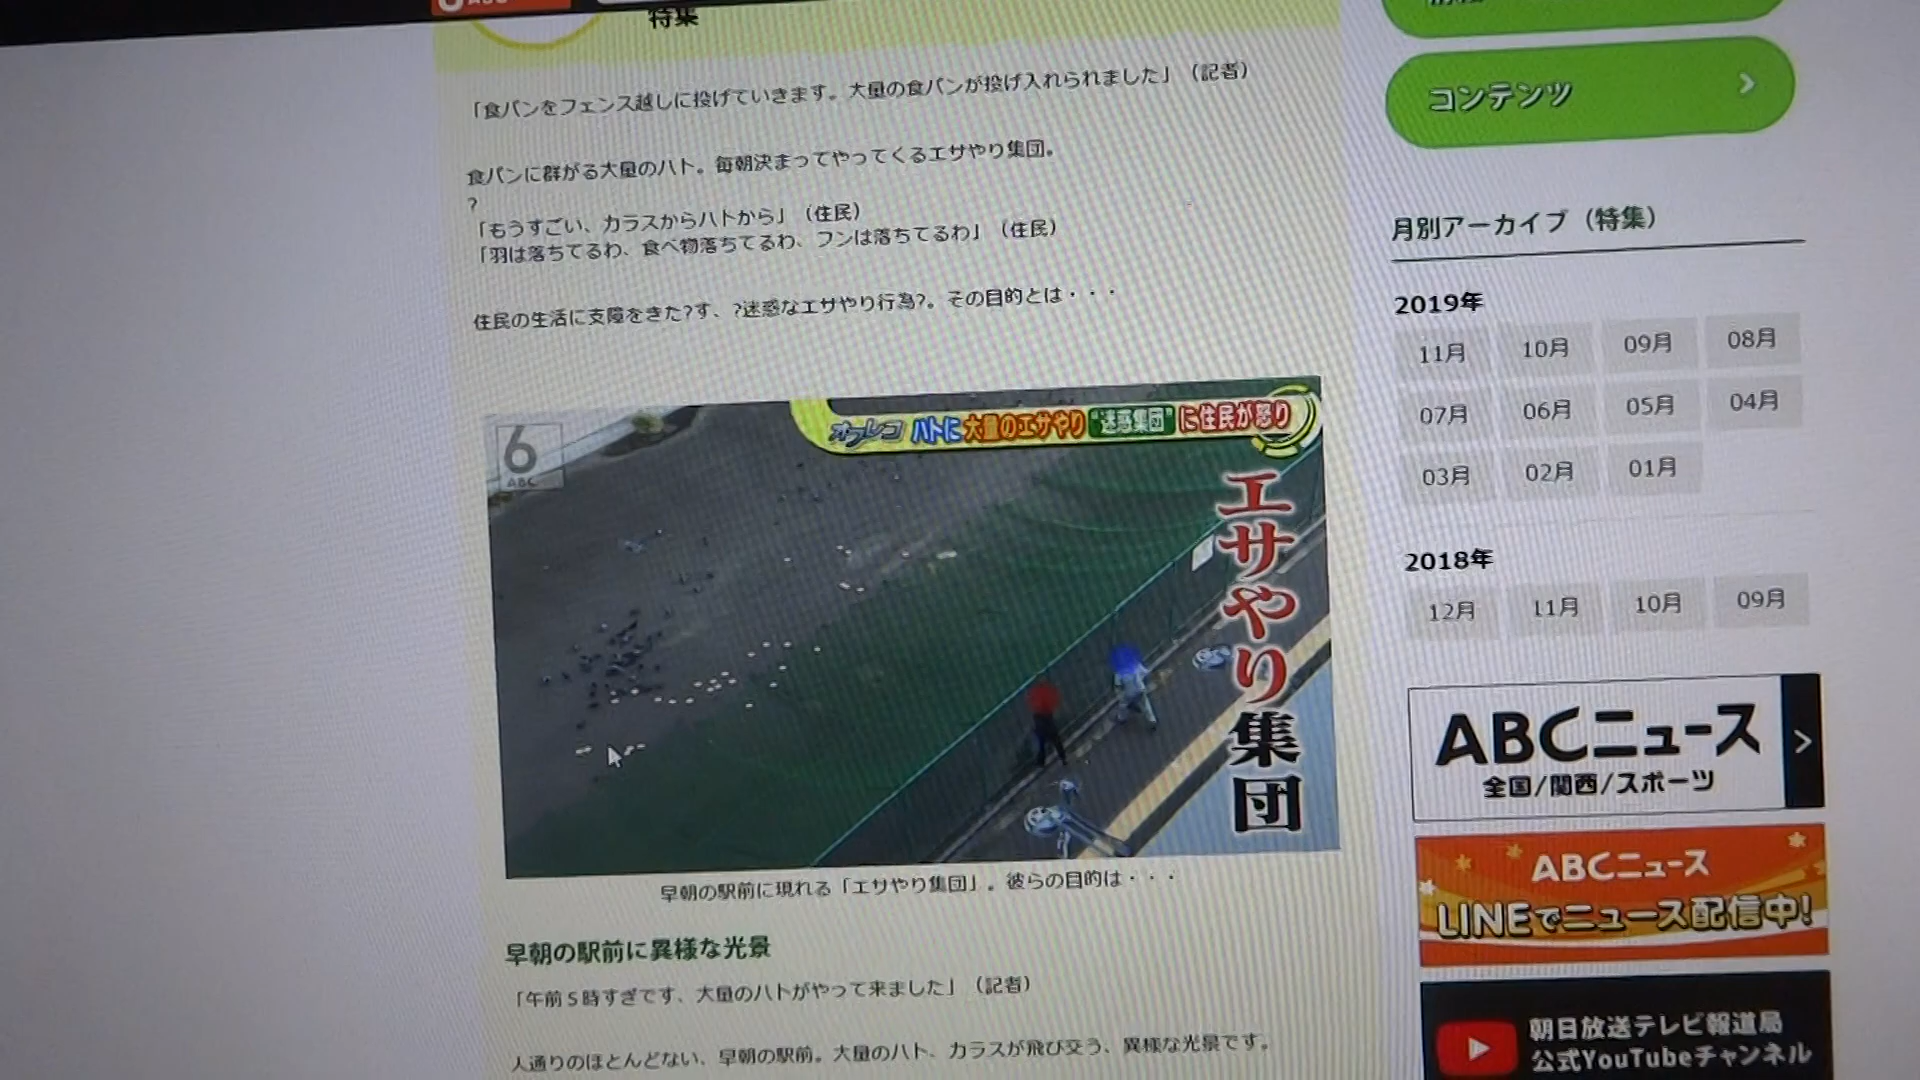 特集
「食パンをフェンス越しに投げていきます。大量の食パンが投げ入れられました」（記者）
食パンに群がる大量のハト。毎朝決まってやってくるエサやり集団。
?
「もうすごい、カラスからハトから」（住民）
「羽は落ちてるわ、食べ物落ちてるわ、フンは落ちてるわ」（住民）
住民の生活に支障をきた?す、?迷惑なエサやり行為?。その目的とは・・・
6
ABC
オフレコ ハトに大量のエサやり“迷惑集団”に住民が怒り
エサやり集団
早朝の駅前に現れる「エサやり集団」。彼らの目的は・・・
早朝の駅前に異様な光景
「午前５時すぎです、大量のハトがやって来ました」（記者）
人通りのほとんどない、早朝の駅前。大量のハト、カラスが飛び交う、異様な光景です。
コンテンツ
月別アーカイブ（特集）
2019年
11月 10月 09月 08月
07月 06月 05月 04月
03月 02月 01月
2018年
12月 11月 10月 09月
ABCニュース
全国/関西/スポーツ
ABCニュース
LINEでニュース配信中!
朝日放送テレビ報道局
公式YouTubeチャンネル